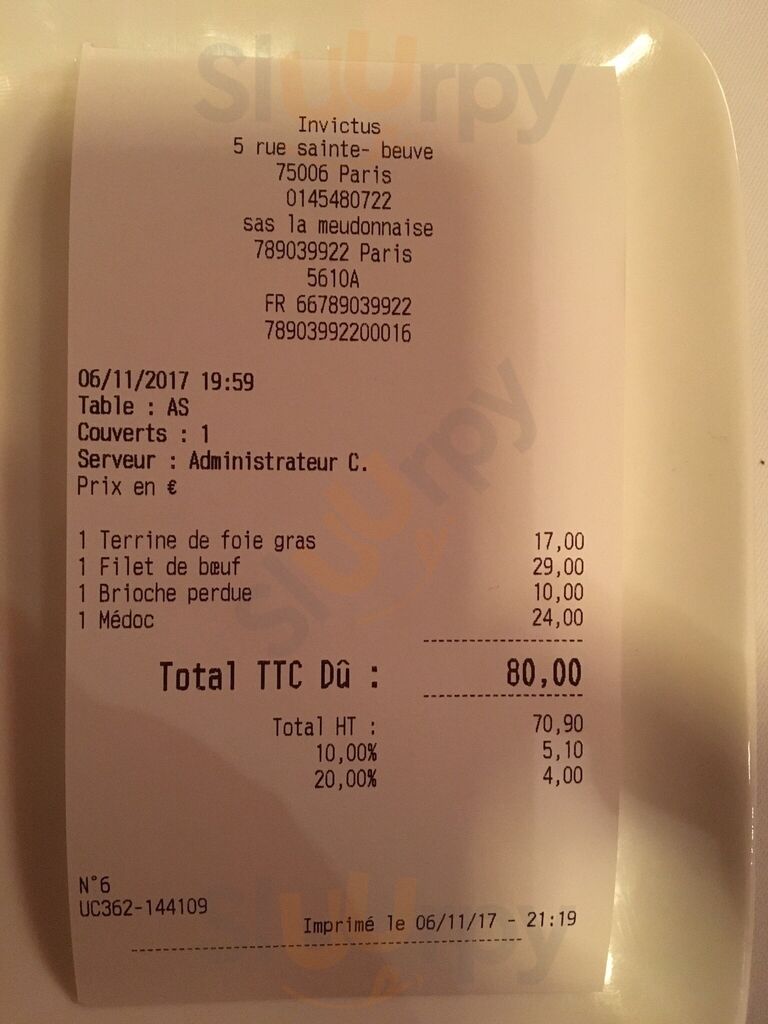 Sluurpy
Invictus
5 rue sainte- beuve
75006 Paris
0145480722
sas la meudonnaise
789039922 Paris
5610A
FR 66789039922
78903992200016
06/11/2017 19:59
Table : AS
Couverts : 1
Serveur : Administrateur C.
Prix en €
Sluurpy
1 Terrine de foie gras 17,00
1 Filet de bœuf 29,00
1 Brioche perdue 10,00
1 Médoc 24,00
Total TTC Dû : 80,00
Total HT : 70,90
10,00% 5,10
20,00% 4,00
N°6
UC362-144109
Imprimé le 06/11/17 - 21:19
Sluurpy